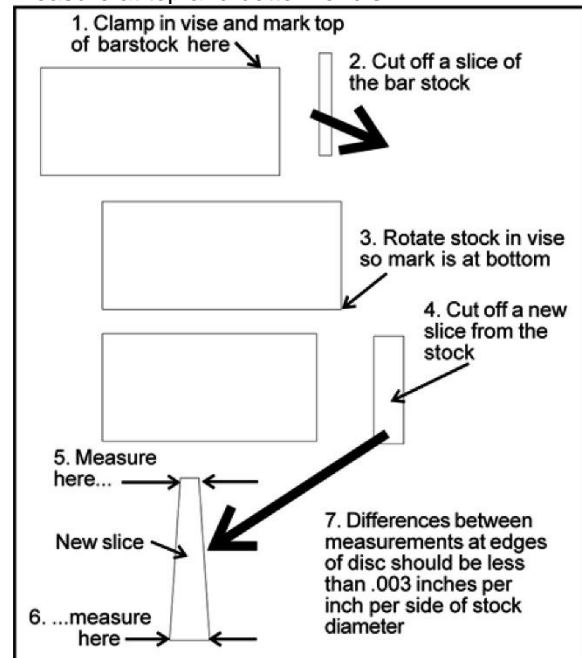 1. Clamp in vise and mark top
of barstock here
2. Cut off a slice of
the bar stock
3. Rotate stock in vise
so mark is at bottom
4. Cut off a new
slice from the
stock
5. Measure
here...
New slice
6. ...measure
here
7. Differences between
measurements at edges
of disc should be less
than .003 inches per
inch per side of stock
diameter